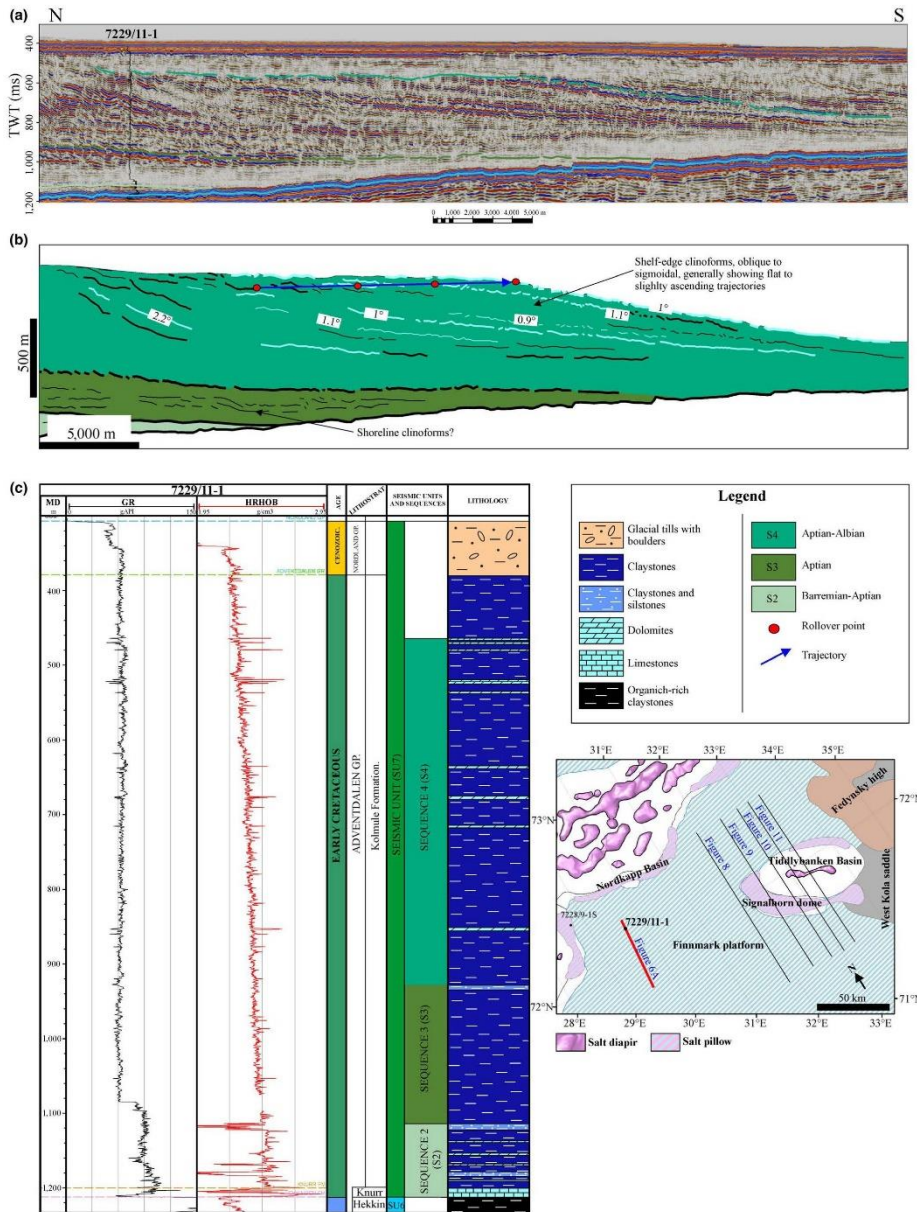 (a)
N
S
7229/11-1
TWT (ms)
400
600
800
1,000
1,200
0 1,000 2,000 3,000 4,000 5,000 m
(b)
Shelf-edge clinoforms, oblique to
sigmoidal, generally showing flat to
slighlty ascending trajectories
2.2°
1.1°
1°
0.9°
1.1°
1°
500 m
5,000 m
Shoreline clinoforms?
(c)
7229/11-1
MD
m
GR
gAPI
HRHOB
g/cm3
AGE
LITHOSTRAT
SEISMIC UNITS
AND SEQUENCES
LITHOLOGY
400
500
600
700
800
900
1,000
1,100
1,200
CENOZOIC.
NORDLAND GP.
EARLY CRETACEOUS
ADVENTDALEN GP.
Kolmule Formation.
SEISMIC UNIT (SU7)
SEQUENCE 4 (S4)
SEQUENCE 3 (S3)
SEQUENCE 2
(S2)
Knurr
Hekkin
SU6
Legend
Glacial tills with
boulders
Claystones
Claystones and
silstones
Dolomites
Limestones
Organich-rich
claystones
S4 Aptian-Albian
S3 Aptian
S2 Barremian-Aptian
Rollover point
Trajectory
31°E 32°E 33°E 34°E 35°E
72°N
73°N
Fedynsky high
Figure 11
Figure 10
Figure 9
Figure 8
Tiddlybanken Basin
Nordkapp Basin
Signalhorn dome
West Kola saddle
7228/9-1S
7229/11-1
Figure 6A
Finnmark platform
N
71°N
50 km
72°N
28°E 29°E 30°E 31°E 32°E 33°E
Salt diapir
Salt pillow